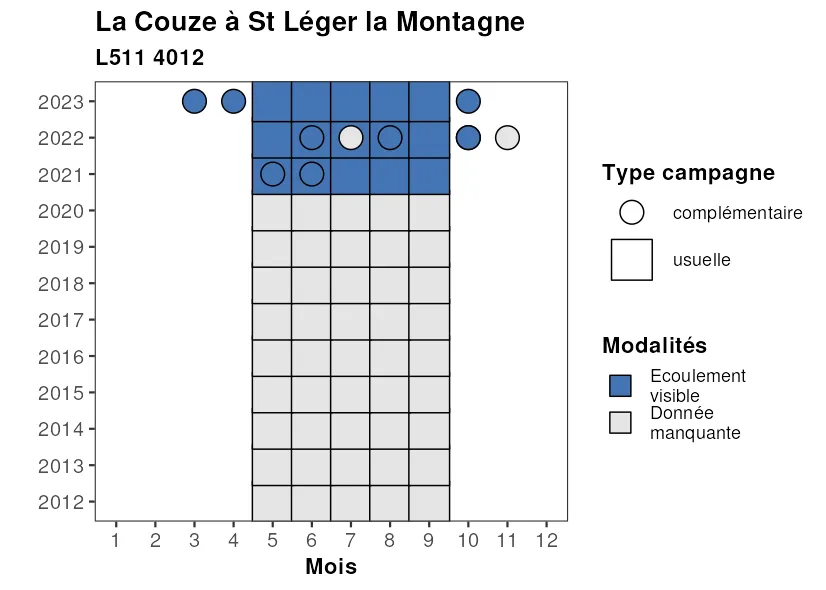 La Couze à St Léger la Montagne
L511 4012
2023
2022
2021
2020
2019
2018
2017
2016
2015
2014
2013
2012
1 2 3 4 5 6 7 8 9 10 11 12
Mois
Type campagne
complémentaire
usuelle
Modalités
Ecoulement
visible
Donnée
manquante